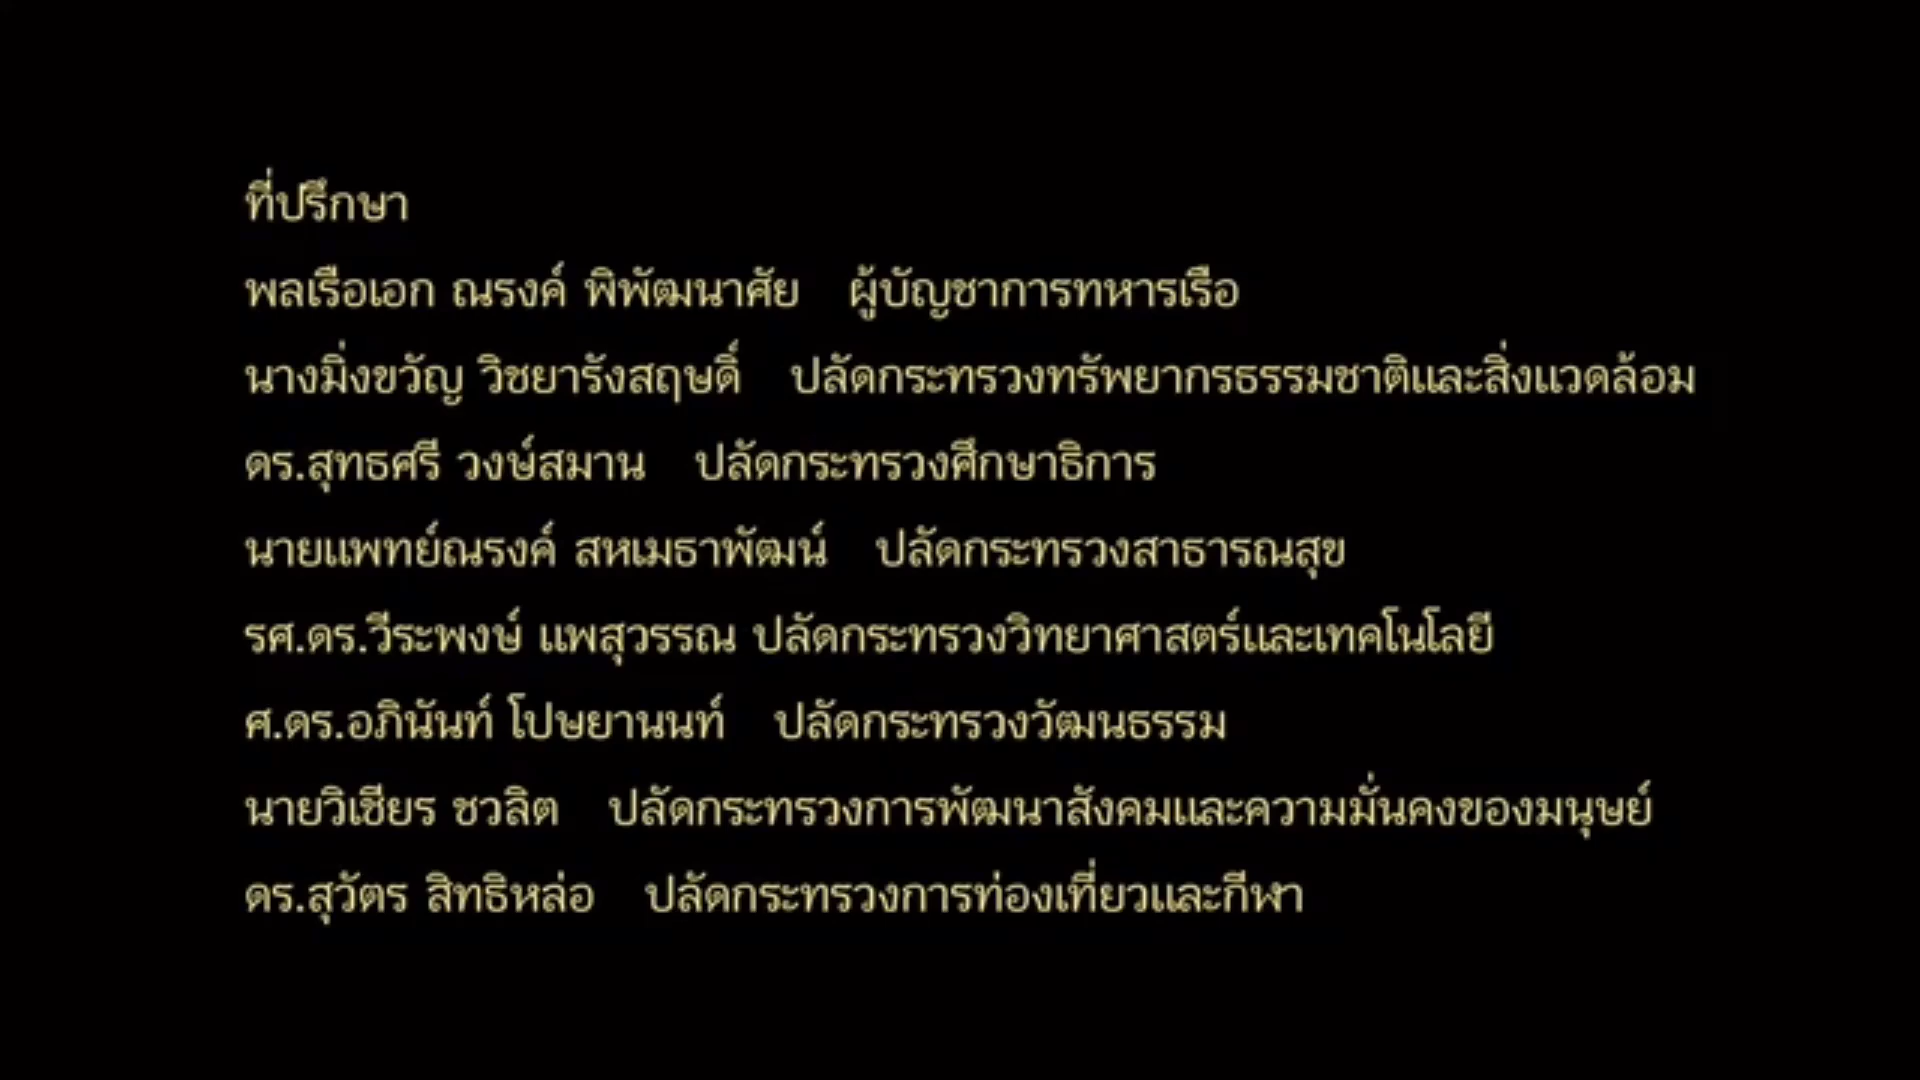 ที่ปรึกษา
พลเรือเอก ณรงค์ พิพัฒนาศัย ผู้บัญชาการทหารเรือ
นางมิ่งขวัญ วิชยารังสฤษดิ์ ปลัดกระทรวงทรัพยากรธรรมชาติและสิ่งแวดล้อม
ดร.สุทธศรี วงษ์สมาน ปลัดกระทรวงศึกษาธิการ
นายแพทย์ณรงค์ สหเมธาพัฒน์ ปลัดกระทรวงสาธารณสุข
รศ.ดร.วีระพงษ์ แพสุวรรณ ปลัดกระทรวงวิทยาศาสตร์และเทคโนโลยี
ศ.ดร.อภินันท์ โปษยานนท์ ปลัดกระทรวงวัฒนธรรม
นายวิเชียร ชวลิต ปลัดกระทรวงการพัฒนาสังคมและความมั่นคงของมนุษย์
ดร.สุวัตร สิทธิหล่อ ปลัดกระทรวงการท่องเที่ยวและกีฬา